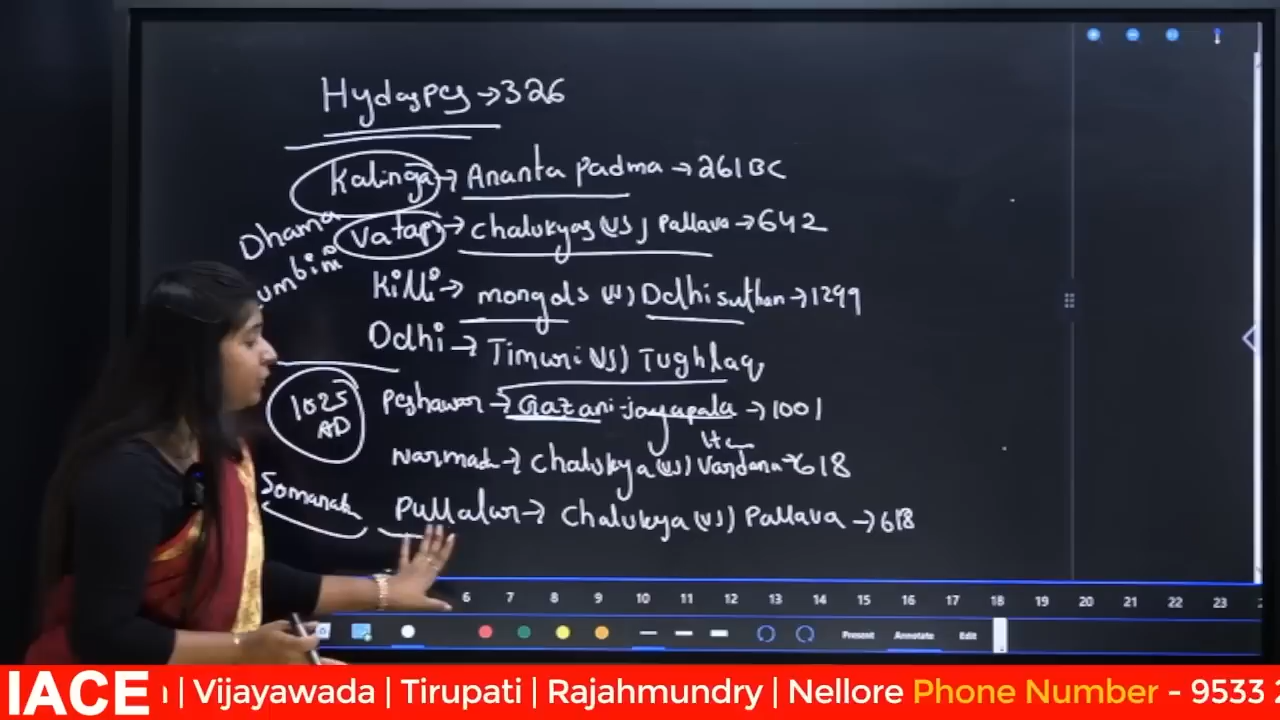 Hydaspes → 326
Kalinga → Ananta padma → 261 BC
Dhama
Vatapi → Chalukyas (vs) Pallava → 642
umbim
Killi → mongols (vs) Delhi sulthan → 1299
Delhi → Timuri (vs) Tughlaq
1025 AD
Peshawar → Gazani - jayapala → 1001
Narmada → Chalukya (vs) Vardana → 618
Somanath
Pullalur → Chalukya (vs) Pallava → 618
6 7 8 9 10 11 12 13 14 15 16 17 18 19 20 21 22 23
Present Annotate Edit
IACE | Vijayawada | Tirupati | Rajahmundry | Nellore Phone Number - 9533